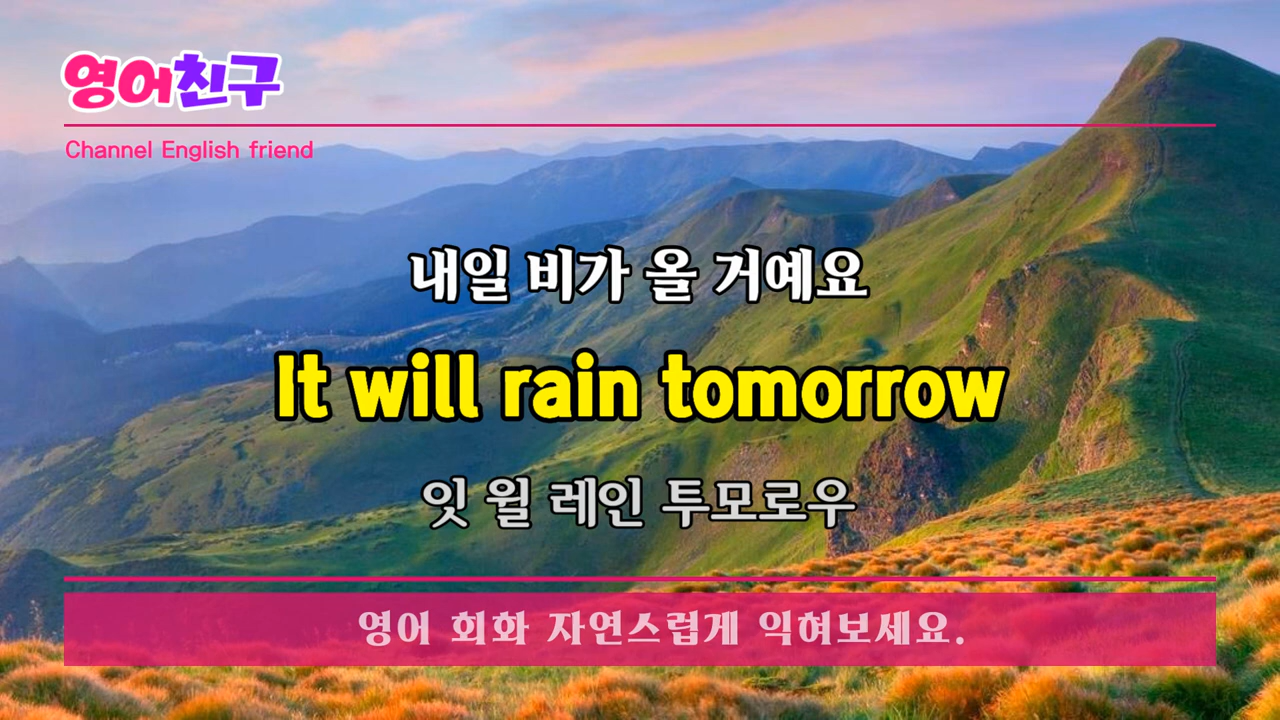 영어친구
Channel English friend
내일 비가 올 거예요
It will rain tomorrow
잇 윌 레인 투모로우
영어 회화 자연스럽게 익혀보세요.